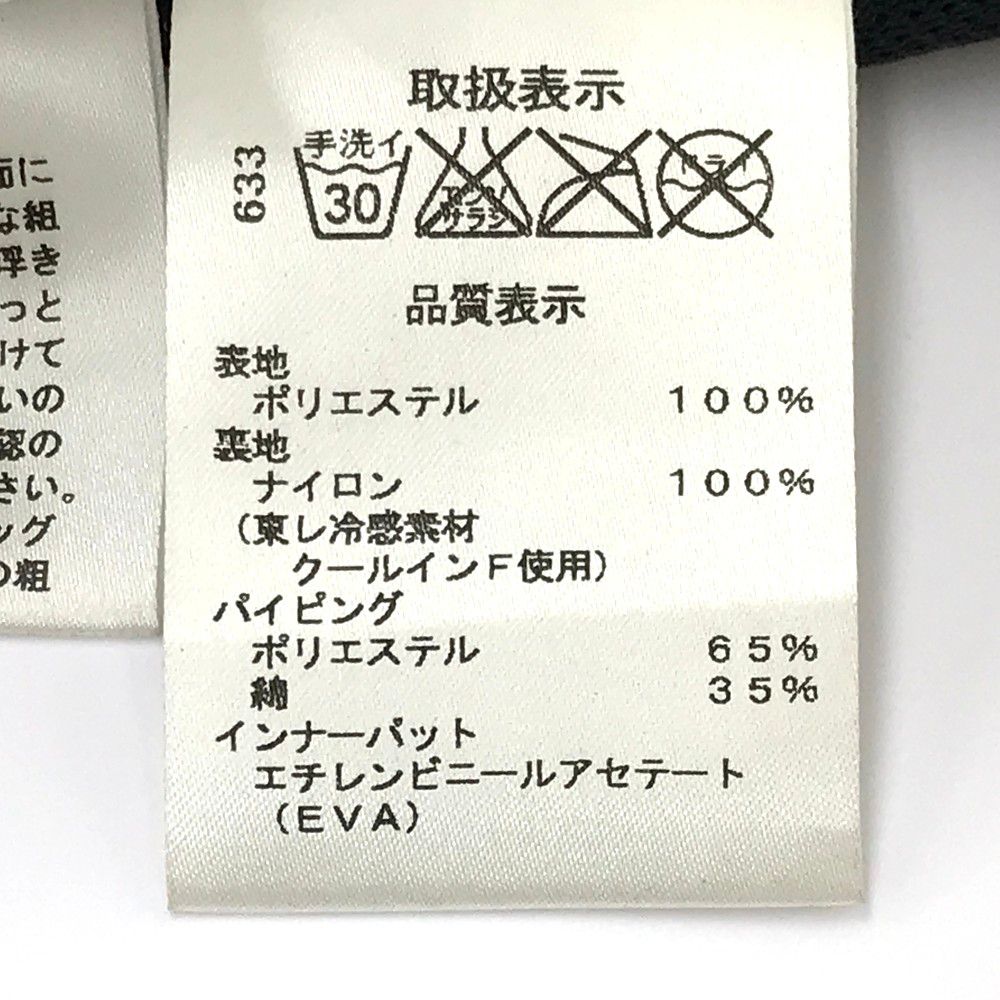 面に
な組
浮き
っと
けて
いの
認の
さい。
ッグ
の粗
取扱表示
633
手洗イ
30
エンソ
サラシ
ドライ
品質表示
表地
ポリエステル 100%
裏地
ナイロン 100%
(東レ冷感素材
クールインF使用)
パイピング
ポリエステル 65%
綿 35%
インナーパット
エチレンビニールアセテート
(EVA)